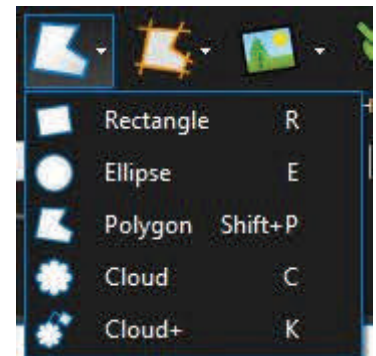 Rectangle R
Ellipse E
Polygon Shift+P
Cloud C
Cloud+ K